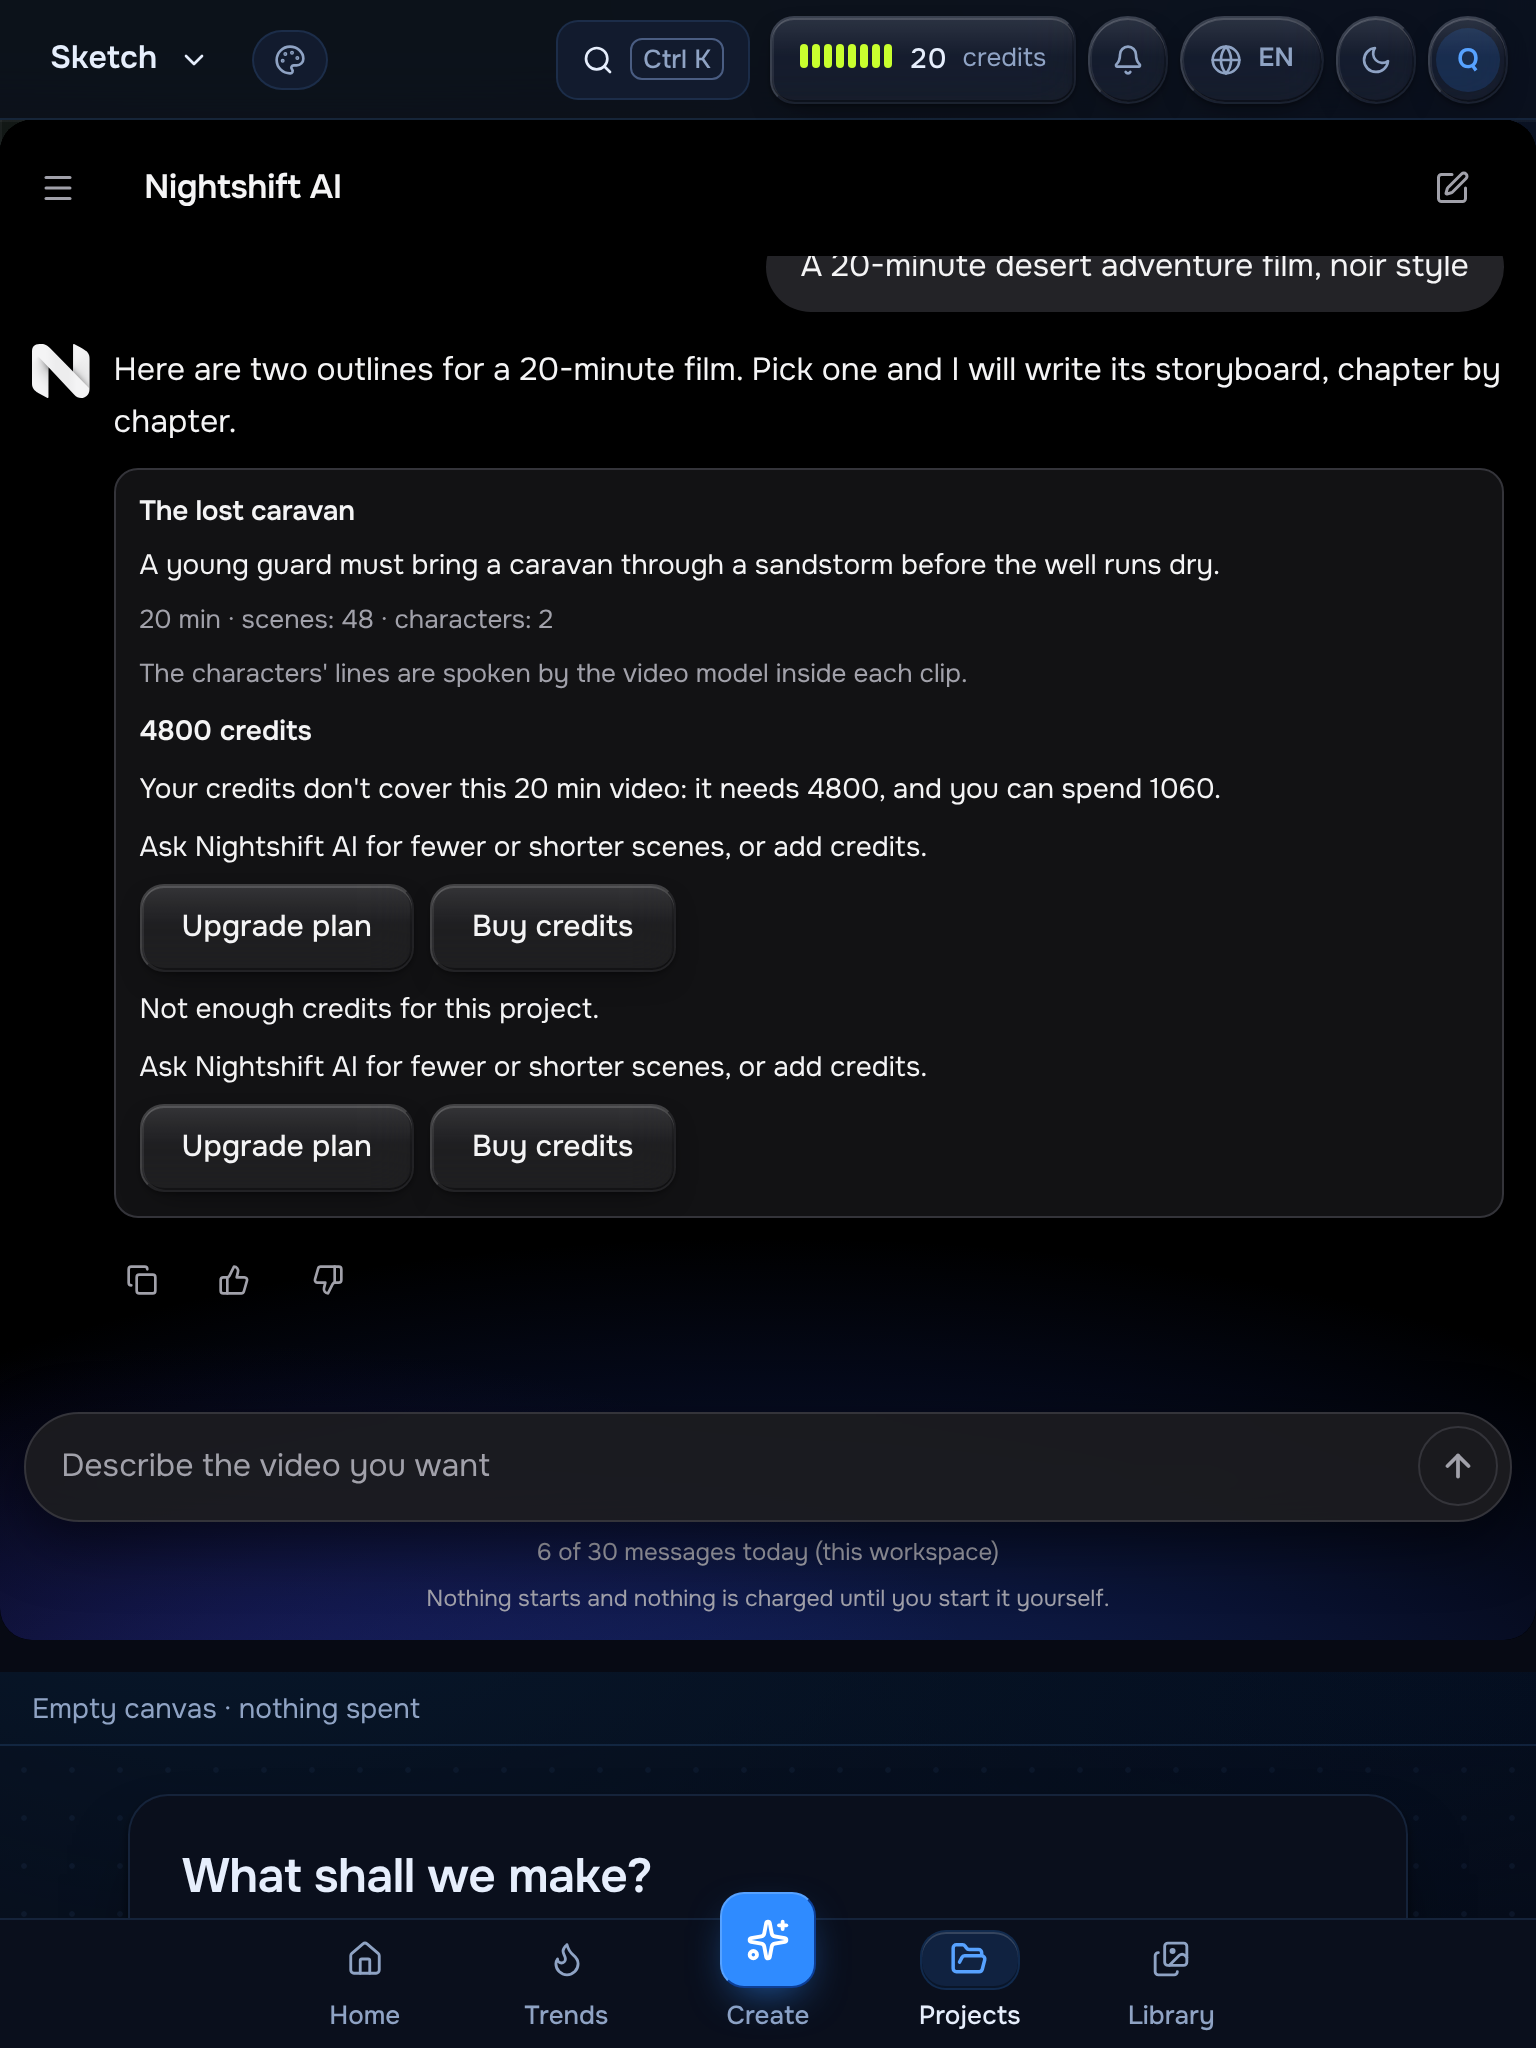 Sketch
Ctrl K
20 credits
EN
Q
Nightshift AI
A 20-minute desert adventure film, noir style
Here are two outlines for a 20-minute film. Pick one and I will write its storyboard, chapter by
chapter.
The lost caravan
A young guard must bring a caravan through a sandstorm before the well runs dry.
20 min · scenes: 48 · characters: 2
The characters' lines are spoken by the video model inside each clip.
4800 credits
Your credits don't cover this 20 min video: it needs 4800, and you can spend 1060.
Ask Nightshift AI for fewer or shorter scenes, or add credits.
Upgrade plan
Buy credits
Not enough credits for this project.
Ask Nightshift AI for fewer or shorter scenes, or add credits.
Upgrade plan
Buy credits
Describe the video you want
6 of 30 messages today (this workspace)
Nothing starts and nothing is charged until you start it yourself.
Empty canvas · nothing spent
What shall we make?
Home
Trends
Create
Projects
Library